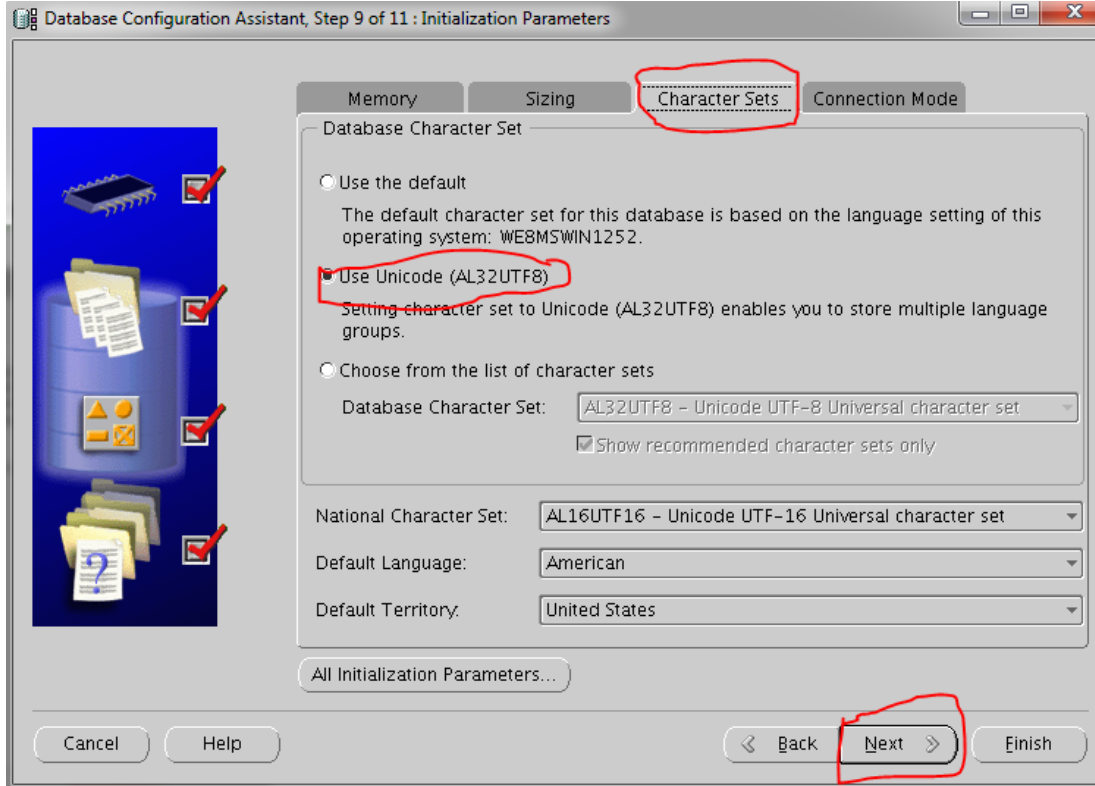 Database Configuration Assistant, Step 9 of 11 : Initialization Parameters
Memory
Sizing
Character Sets
Connection Mode
Database Character Set
Use the default
The default character set for this database is based on the language setting of this
operating system: WE8MSWIN1252.
Use Unicode (AL32UTF8)
Setting character set to Unicode (AL32UTF8) enables you to store multiple language
groups.
Choose from the list of character sets
Database Character Set:
AL32UTF8 - Unicode UTF-8 Universal character set
Show recommended character sets only
National Character Set:
AL16UTF16 - Unicode UTF-16 Universal character set
Default Language:
American
Default Territory:
United States
All Initialization Parameters...
Cancel
Help
Back
Next
Finish